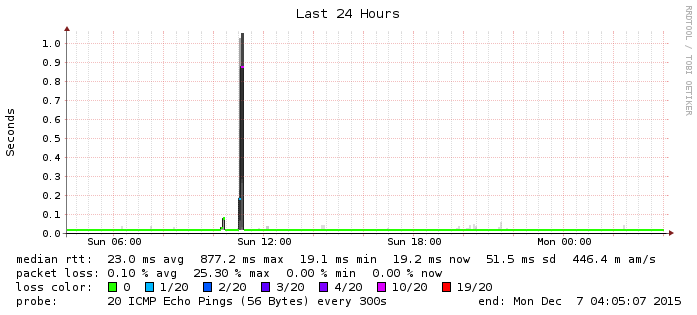 Last 24 Hours
RRDTOOL / TOBI OETIKER
Seconds
1.0
0.9
0.8
0.7
0.6
0.5
0.4
0.3
0.2
0.1
0.0
Sun 06:00 Sun 12:00 Sun 18:00 Mon 00:00
median rtt: 23.0 ms avg 877.2 ms max 19.1 ms min 19.2 ms now 51.5 ms sd 446.4 m am/s
packet loss: 0.10 % avg 25.30 % max 0.00 % min 0.00 % now
loss color: 0 1/20 2/20 3/20 4/20 10/20 19/20
probe: 20 ICMP Echo Pings (56 Bytes) every 300s end: Mon Dec 7 04:05:07 2015